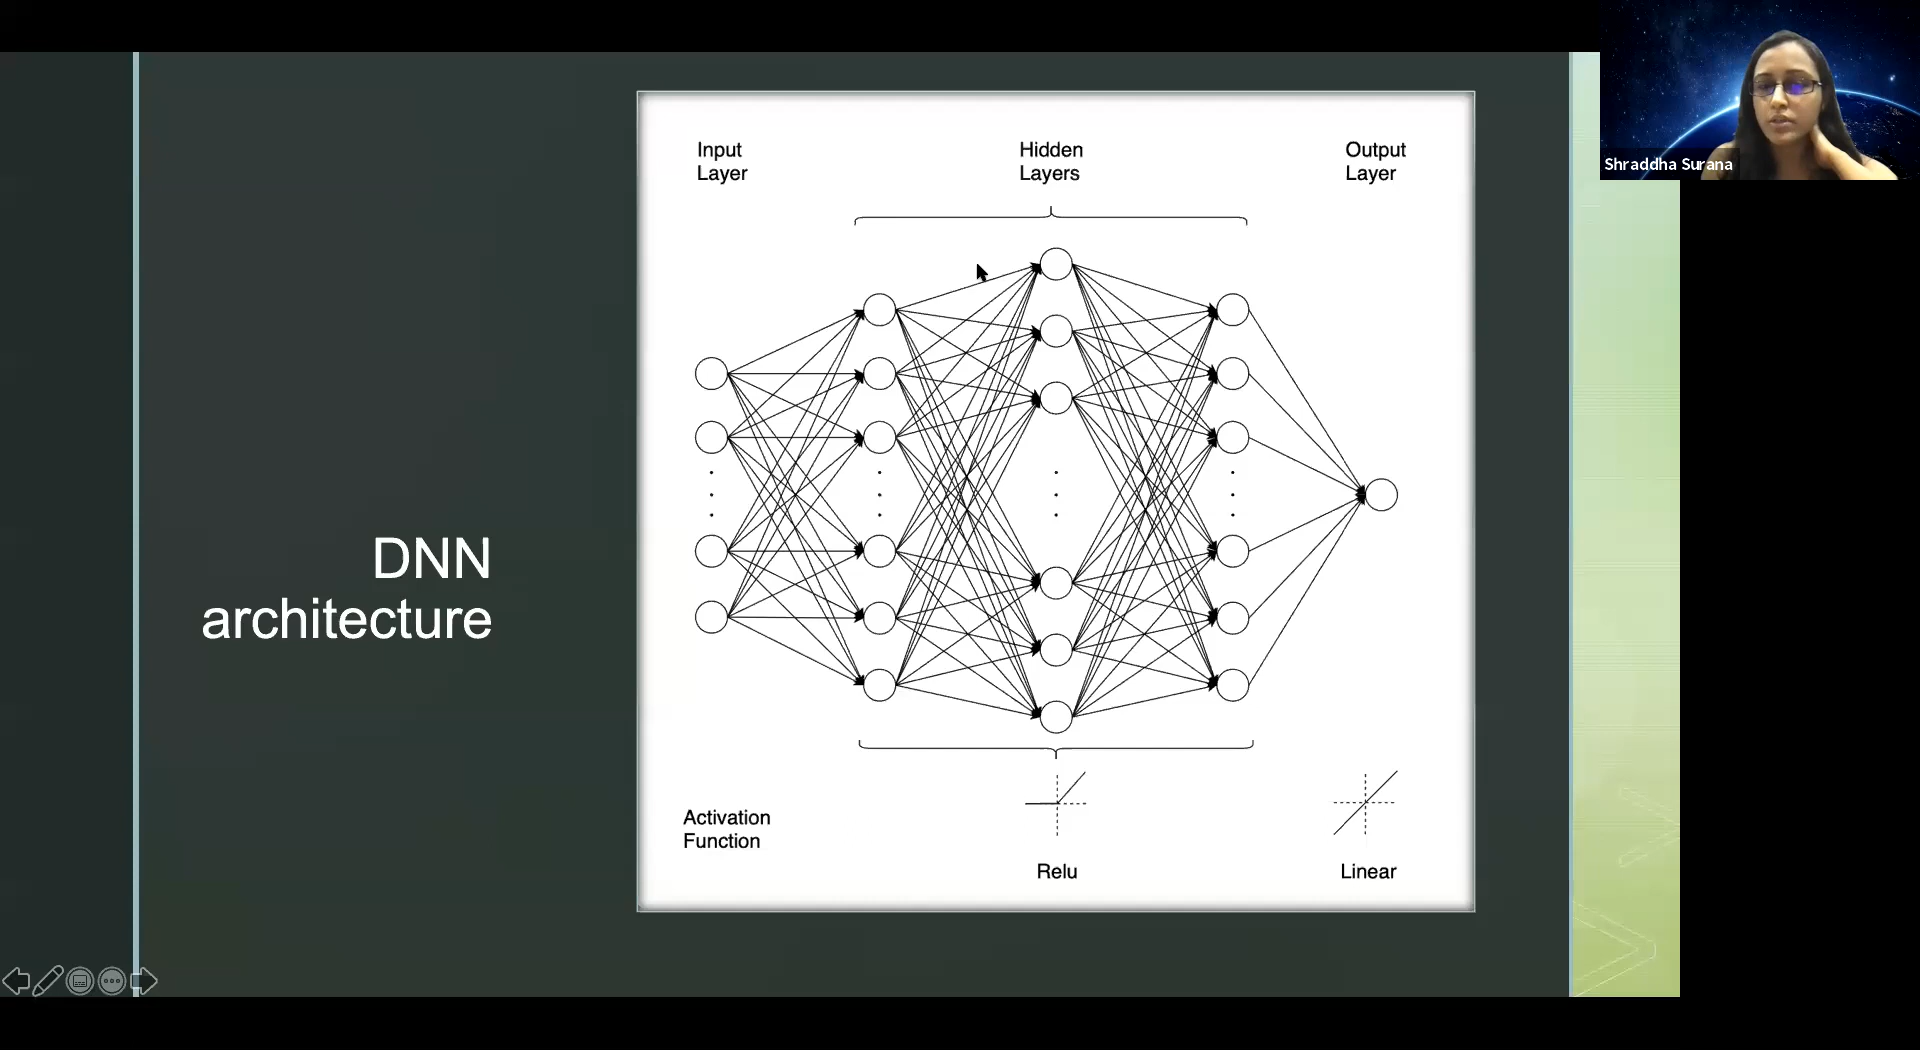 Input
Layer
Hidden
Layers
Output
Layer
Shraddha Surana
DNN
architecture
Activation
Function
Relu
Linear